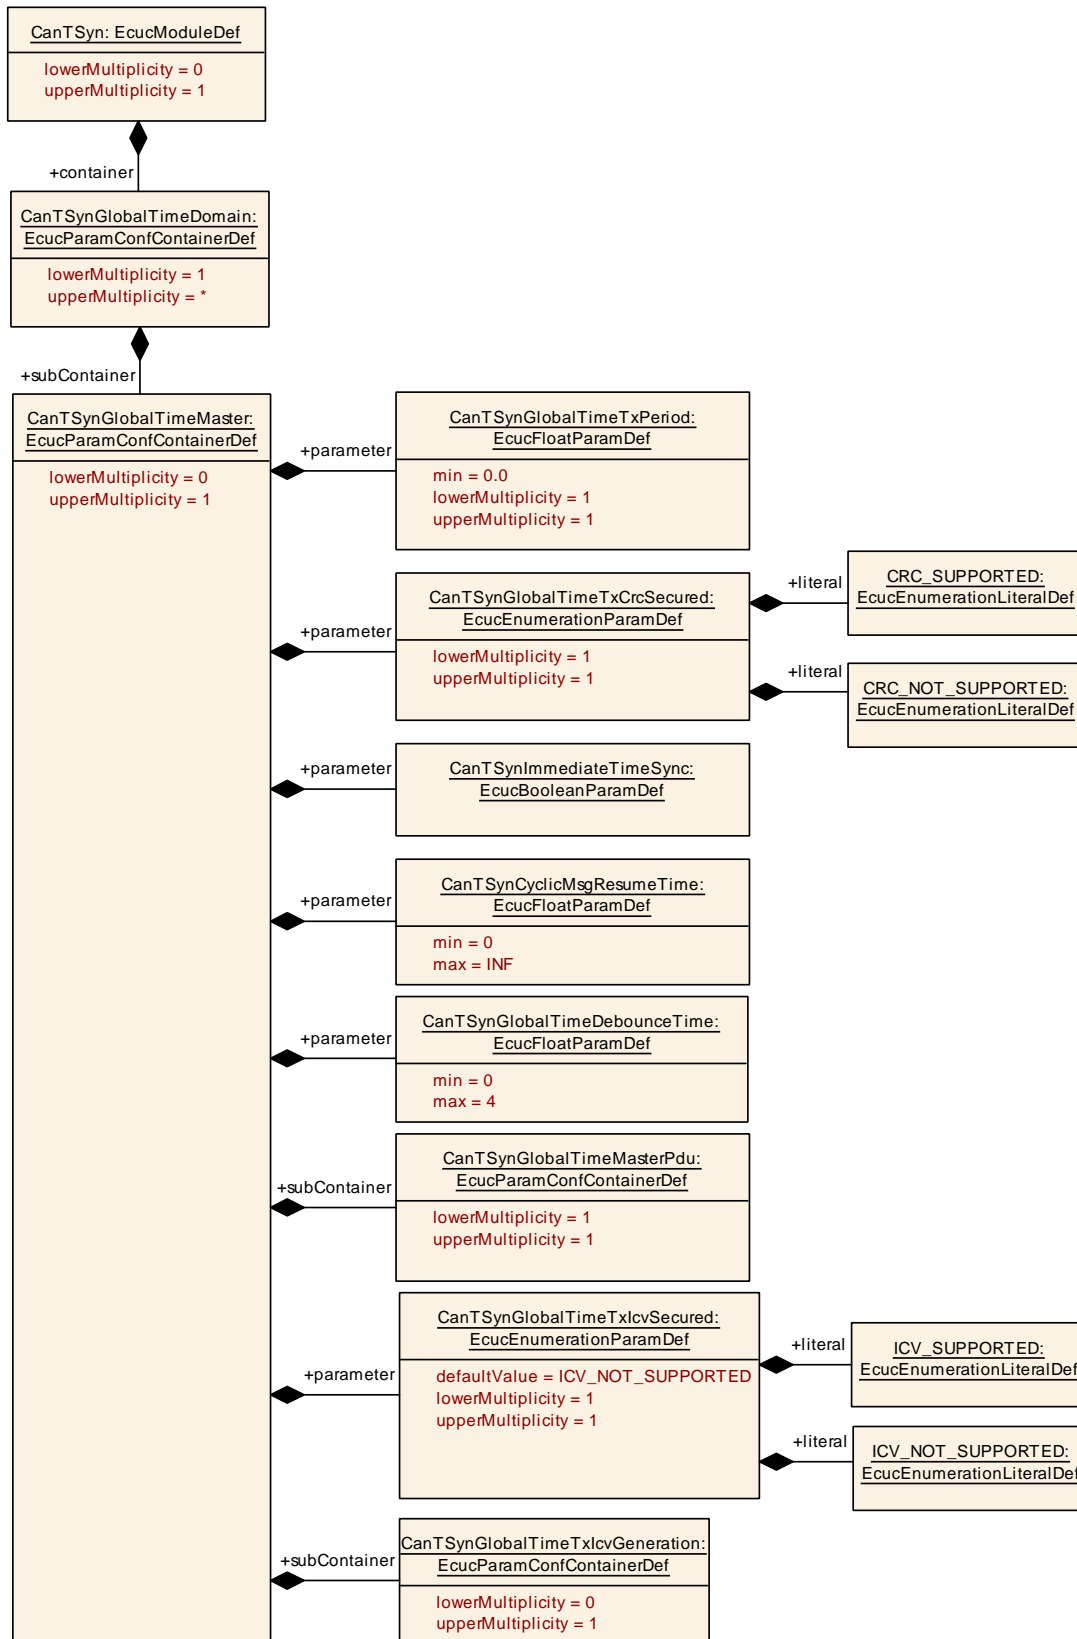 CanTSyn: EcucModuleDef
lowerMultiplicity = 0
upperMultiplicity = 1
+container
CanTSynGlobalTimeDomain:
EcucParamConfContainerDef
lowerMultiplicity = 1
upperMultiplicity = *
+subContainer
CanTSynGlobalTimeMaster:
EcucParamConfContainerDef
lowerMultiplicity = 0
upperMultiplicity = 1
+parameter
CanTSynGlobalTimeTxPeriod:
EcucFloatParamDef
min = 0.0
lowerMultiplicity = 1
upperMultiplicity = 1
+parameter
CanTSynGlobalTimeTxCrcSecured:
EcucEnumerationParamDef
lowerMultiplicity = 1
upperMultiplicity = 1
+literal
CRC_SUPPORTED:
EcucEnumerationLiteralDef
+literal
CRC_NOT_SUPPORTED:
EcucEnumerationLiteralDef
+parameter
CanTSynImmediateTimeSync:
EcucBooleanParamDef
+parameter
CanTSynCyclicMsgResumeTime:
EcucFloatParamDef
min = 0
max = INF
+parameter
CanTSynGlobalTimeDebounceTime:
EcucFloatParamDef
min = 0
max = 4
+subContainer
CanTSynGlobalTimeMasterPdu:
EcucParamConfContainerDef
lowerMultiplicity = 1
upperMultiplicity = 1
+parameter
CanTSynGlobalTimeTxIcvSecured:
EcucEnumerationParamDef
defaultValue = ICV_NOT_SUPPORTED
lowerMultiplicity = 1
upperMultiplicity = 1
+literal
ICV_SUPPORTED:
EcucEnumerationLiteralDef
+literal
ICV_NOT_SUPPORTED:
EcucEnumerationLiteralDef
+subContainer
CanTSynGlobalTimeTxIcvGeneration:
EcucParamConfContainerDef
lowerMultiplicity = 0
upperMultiplicity = 1